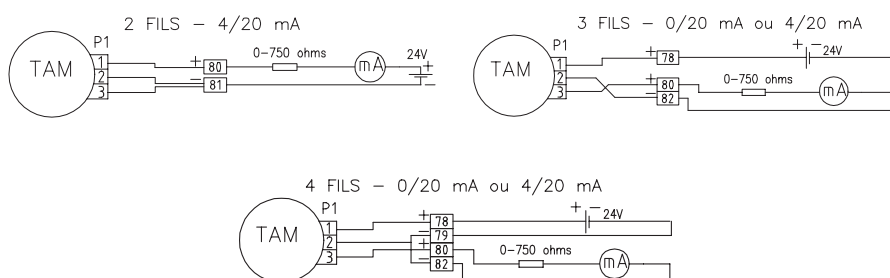 2 FILS - 4/20 mA
P1
TAM
1
2
3
+ 80
- 81
0-750 ohms
mA
24V
+
-
3 FILS - 0/20 mA ou 4/20 mA
P1
TAM
1
2
3
+ 78
+ 80
- 82
+ - 24V
0-750 ohms
mA
4 FILS - 0/20 mA ou 4/20 mA
P1
TAM
1
2
3
+ 78
- 79
+ 80
- 82
+ - 24V
0-750 ohms
mA